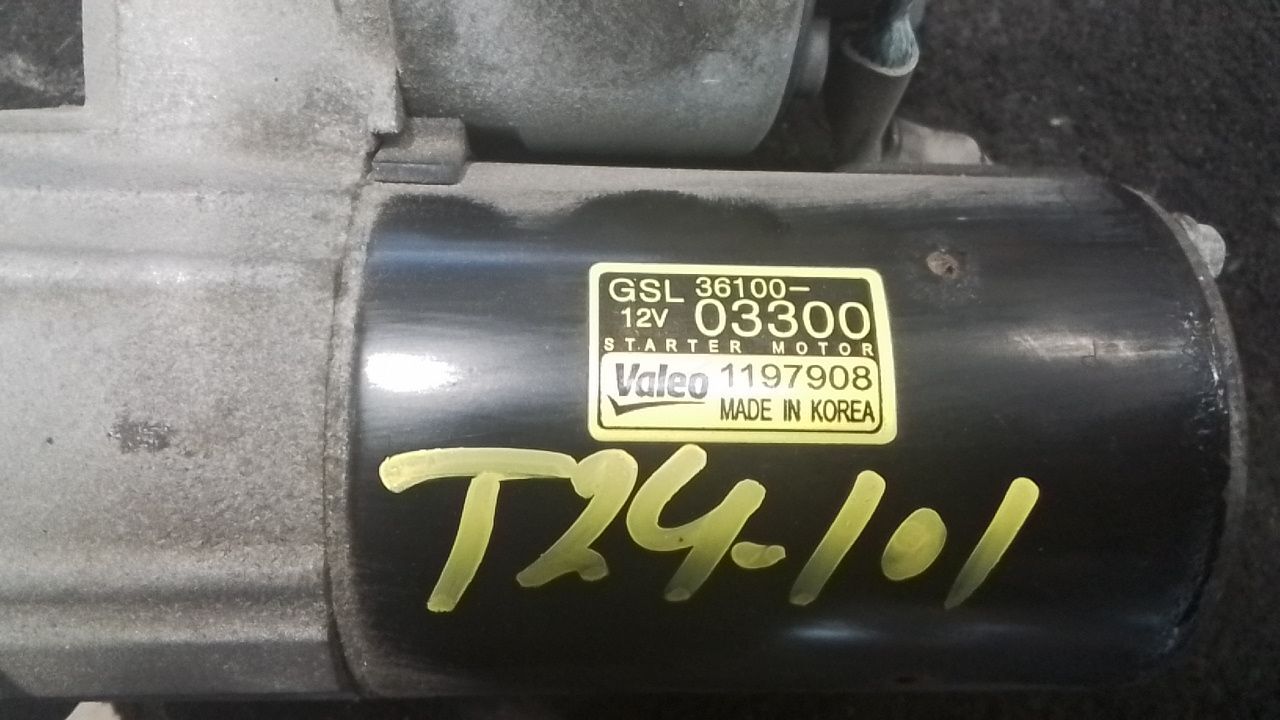 GSL 36100-
12V 03300
STARTER MOTOR
Valeo 1197908
MADE IN KOREA
T24-101